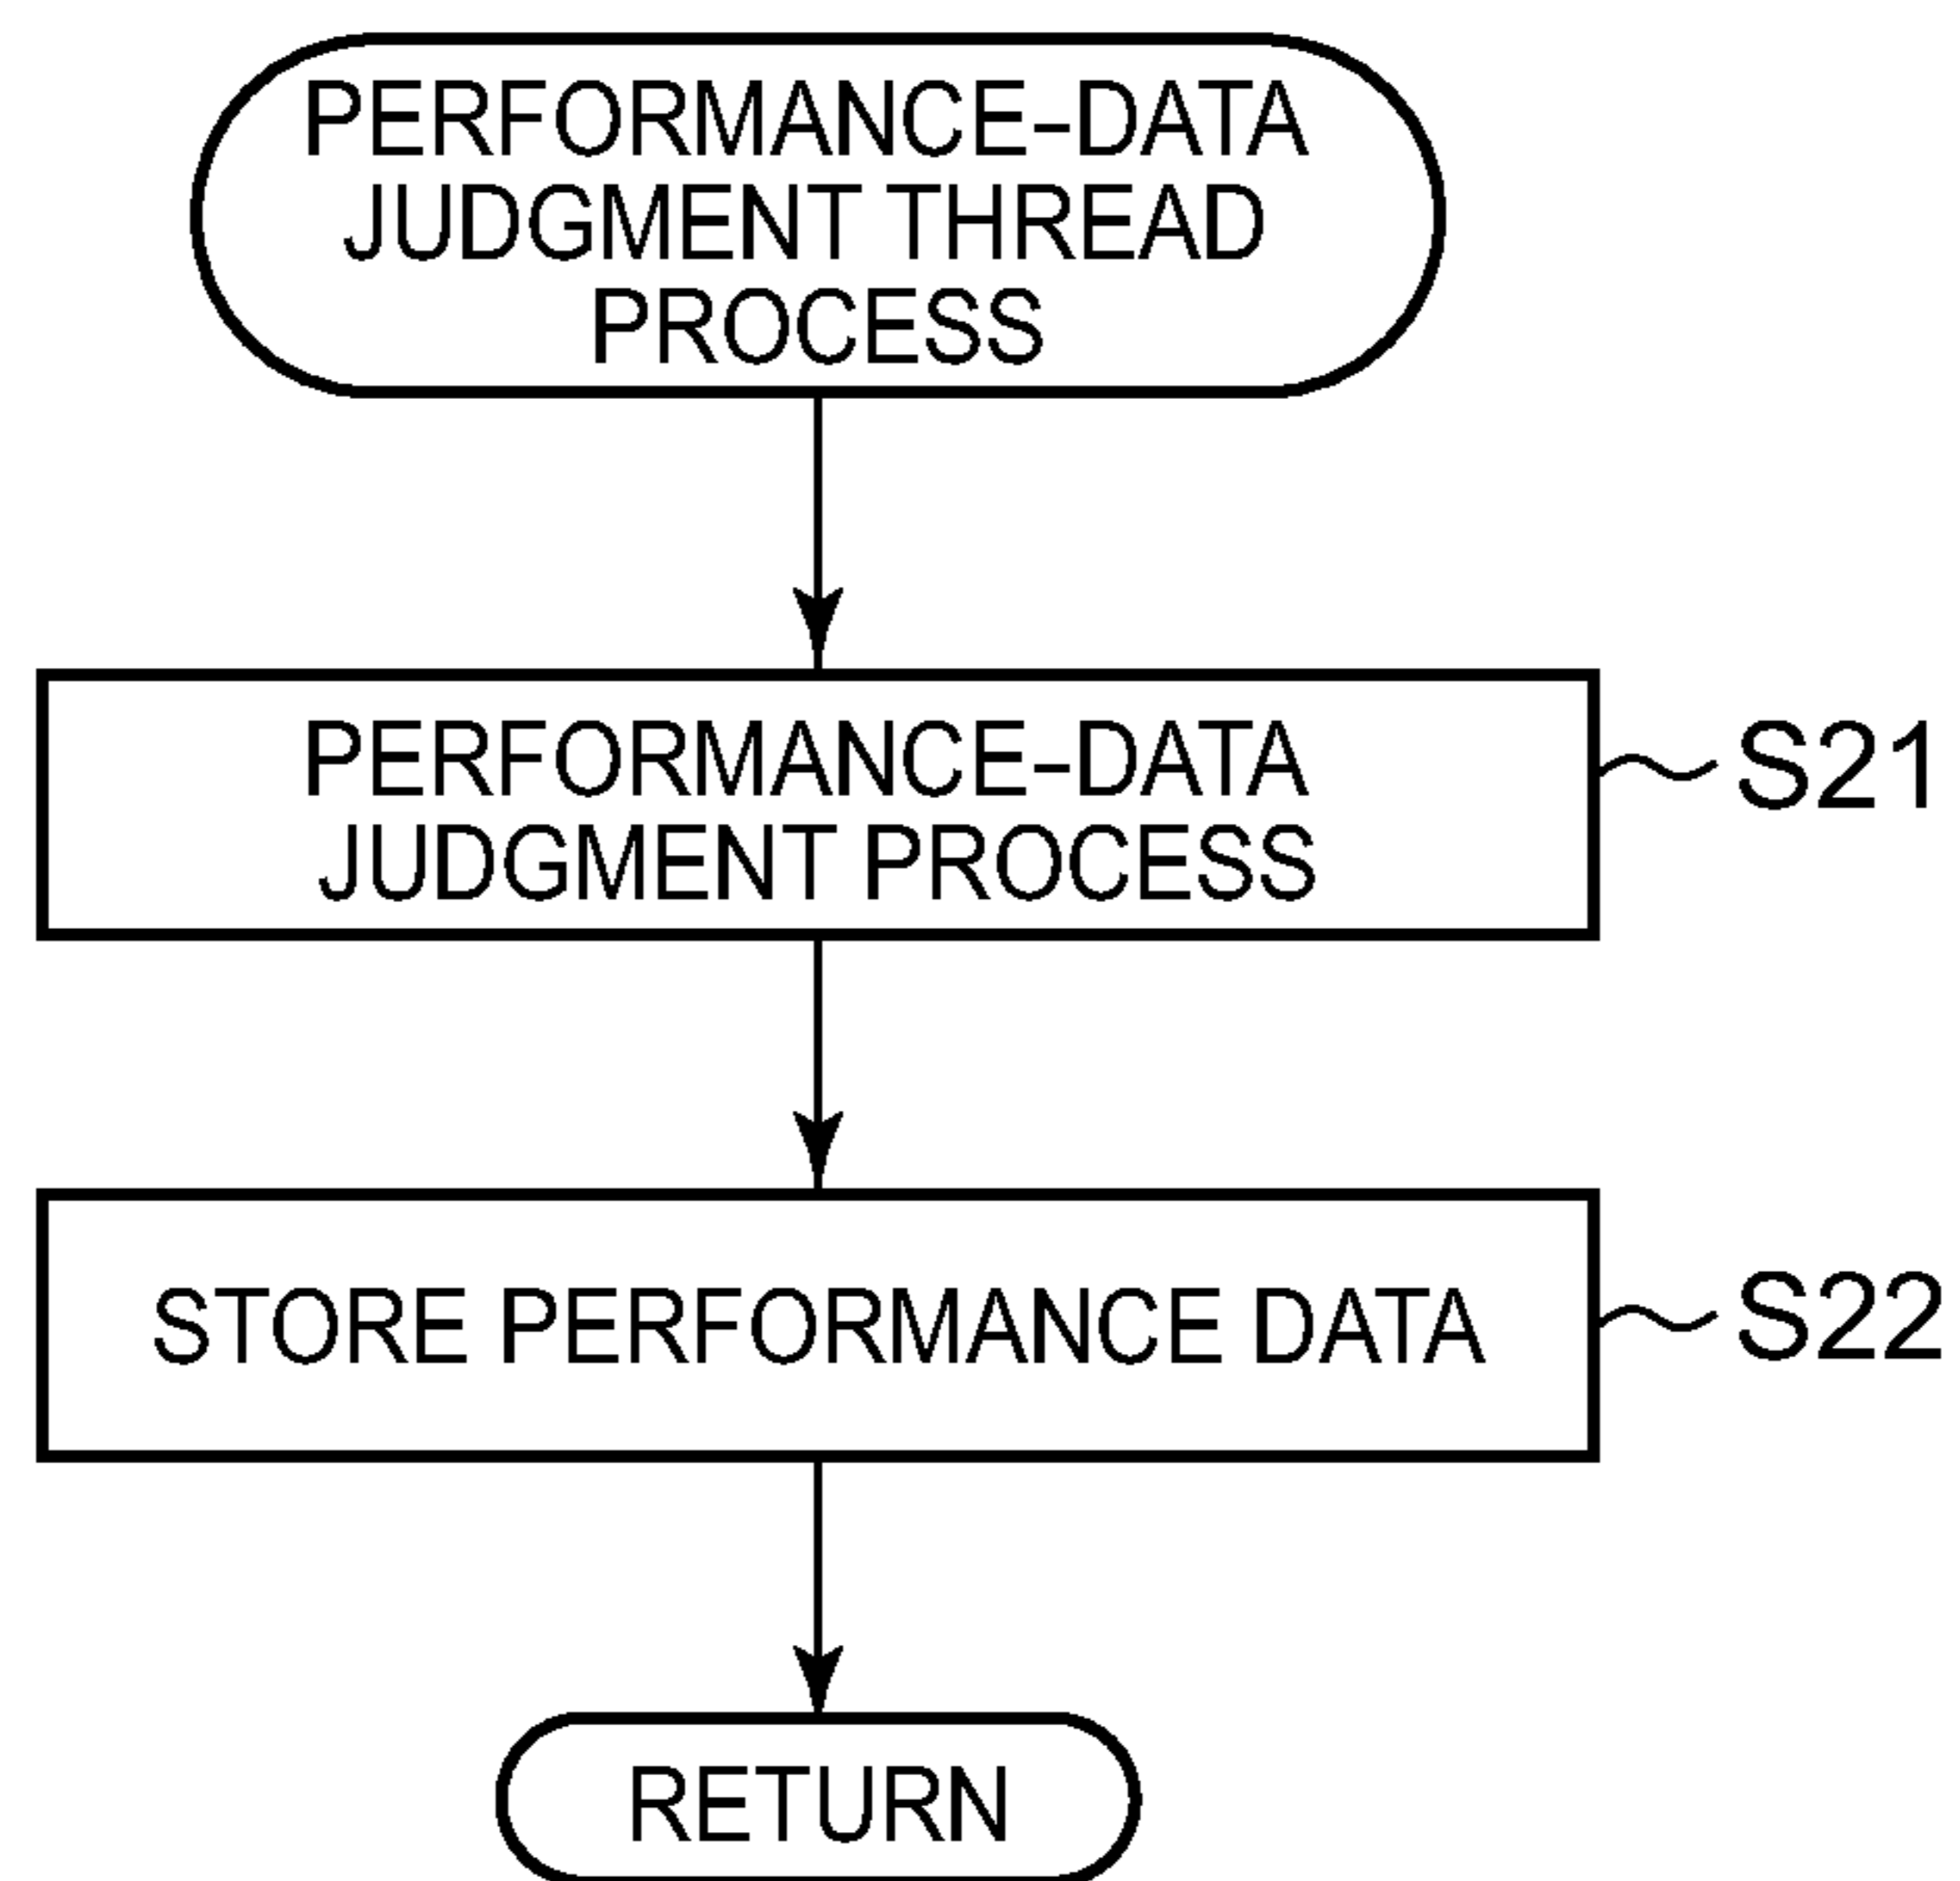 PERFORMANCE-DATA
JUDGMENT THREAD
PROCESS
PERFORMANCE-DATA
JUDGMENT PROCESS
S21
STORE PERFORMANCE DATA
S22
RETURN